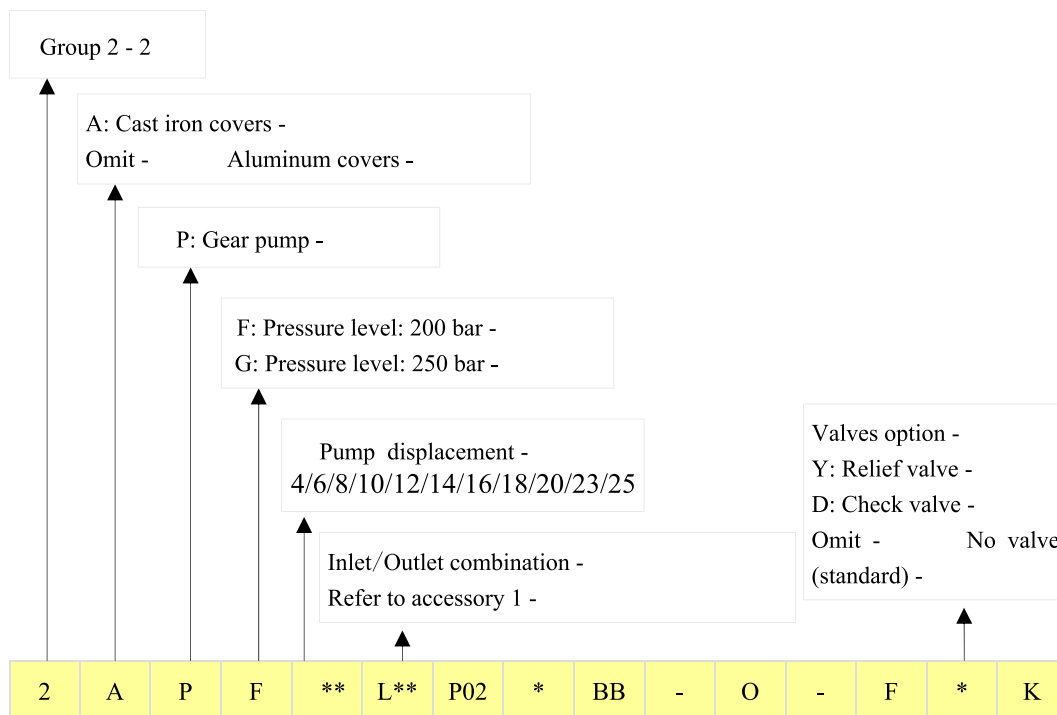 Group 2 - 2
A: Cast iron covers -
Omit - Aluminum covers -
P: Gear pump -
F: Pressure level: 200 bar -
G: Pressure level: 250 bar -
Pump displacement -
4/6/8/10/12/14/16/18/20/23/25
Inlet/Outlet combination -
Refer to accessory 1 -
Valves option -
Y: Relief valve -
D: Check valve -
Omit - No valve
(standard) -
2 A P F ** L** P02 * BB - O - F * K